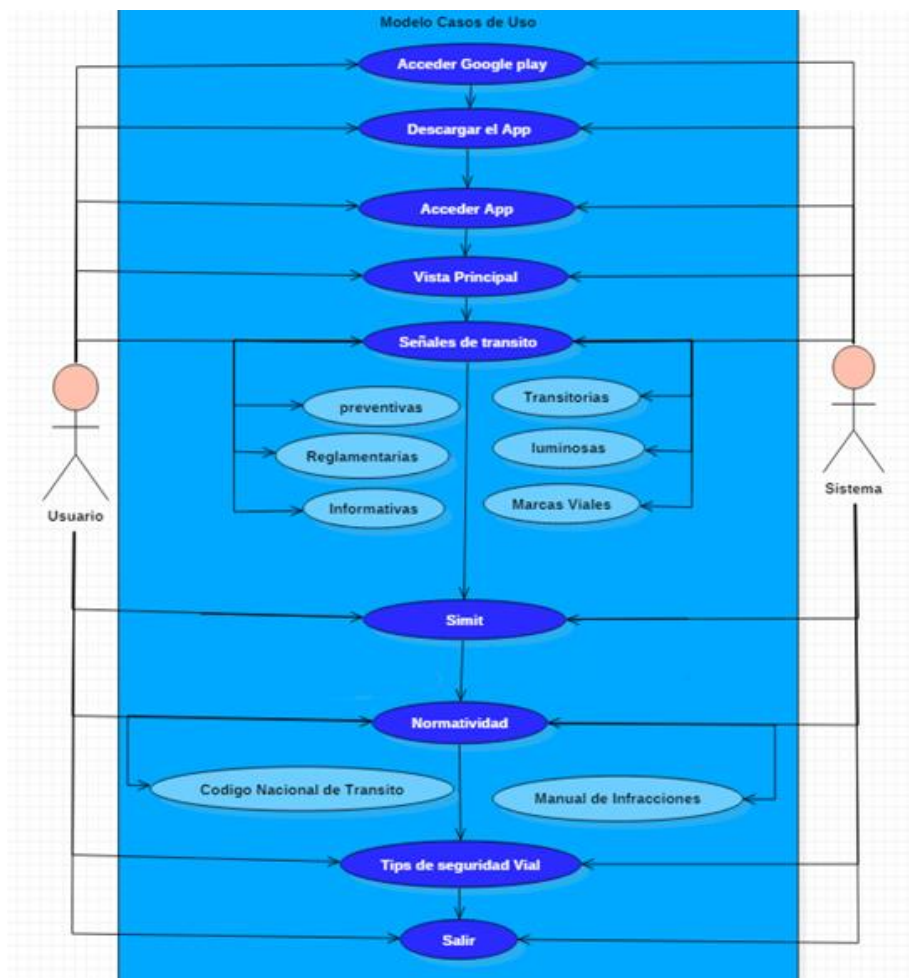 Modelo Casos de Uso
Acceder Google play
Descargar el App
Acceder App
Vista Principal
Señales de transito
preventivas
Transitorias
Reglamentarias
luminosas
Informativas
Marcas Viales
Usuario
Sistema
Simit
Normatividad
Codigo Nacional de Transito
Manual de Infracciones
Tips de seguridad Vial
Salir